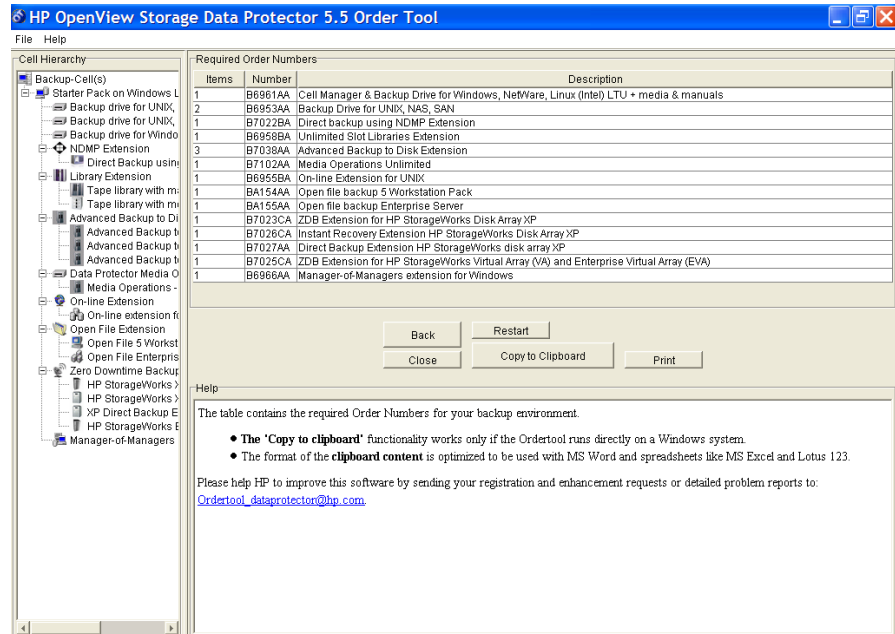 HP OpenView Storage Data Protector 5.5 Order Tool
File Help
Cell Hierarchy
Backup-Cell(s)
Starter Pack on Windows L
Backup drive for UNIX,
Backup drive for UNIX,
Backup drive for Windo
NDMP Extension
Direct Backup using
Library Extension
Tape library with m
Tape library with m
Advanced Backup to Di
Advanced Backup t
Advanced Backup t
Advanced Backup t
Data Protector Media O
Media Operations -
On-line Extension
On-line extension f
Open File Extension
Open File 5 Workst
Open File Enterpris
Zero Downtime Backup
HP StorageWorks X
HP StorageWorks X
XP Direct Backup E
HP StorageWorks E
Manager-of-Managers
Required Order Numbers
Items Number Description
1 B6961AA Cell Manager & Backup Drive for Windows, NetWare, Linux (Intel) LTU + media & manuals
2 B6953AA Backup Drive for UNIX, NAS, SAN
1 B7022BA Direct backup using NDMP Extension
1 B6958BA Unlimited Slot Libraries Extension
3 B7038AA Advanced Backup to Disk Extension
1 B7102AA Media Operations Unlimited
1 B6955BA On-line Extension for UNIX
1 BA154AA Open file backup 5 Workstation Pack
1 BA155AA Open file backup Enterprise Server
1 B7023CA ZDB Extension for HP StorageWorks Disk Array XP
1 B7026CA Instant Recovery Extension HP StorageWorks Disk Array XP
1 B7027AA Direct Backup Extension HP StorageWorks disk array XP
1 B7025CA ZDB Extension for HP StorageWorks Virtual Array (VA) and Enterprise Virtual Array (EVA)
1 B6966AA Manager-of-Managers extension for Windows
Back Restart
Close Copy to Clipboard Print
Help
The table contains the required Order Numbers for your backup environment.
● The 'Copy to clipboard' functionality works only if the Ordertool runs directly on a Windows system.
● The format of the clipboard content is optimized to be used with MS Word and spreadsheets like MS Excel and Lotus 123.
Please help HP to improve this software by sending your registration and enhancement requests or detailed problem reports to:
Ordertool_dataprotector@hp.com.